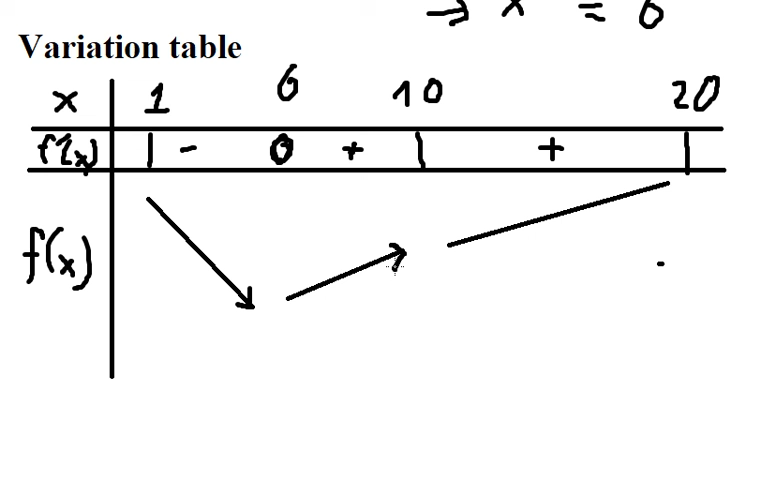 → x = 6
Variation table
x 1 6 10 20
f'(x) | - 0 + | + |
f(x)